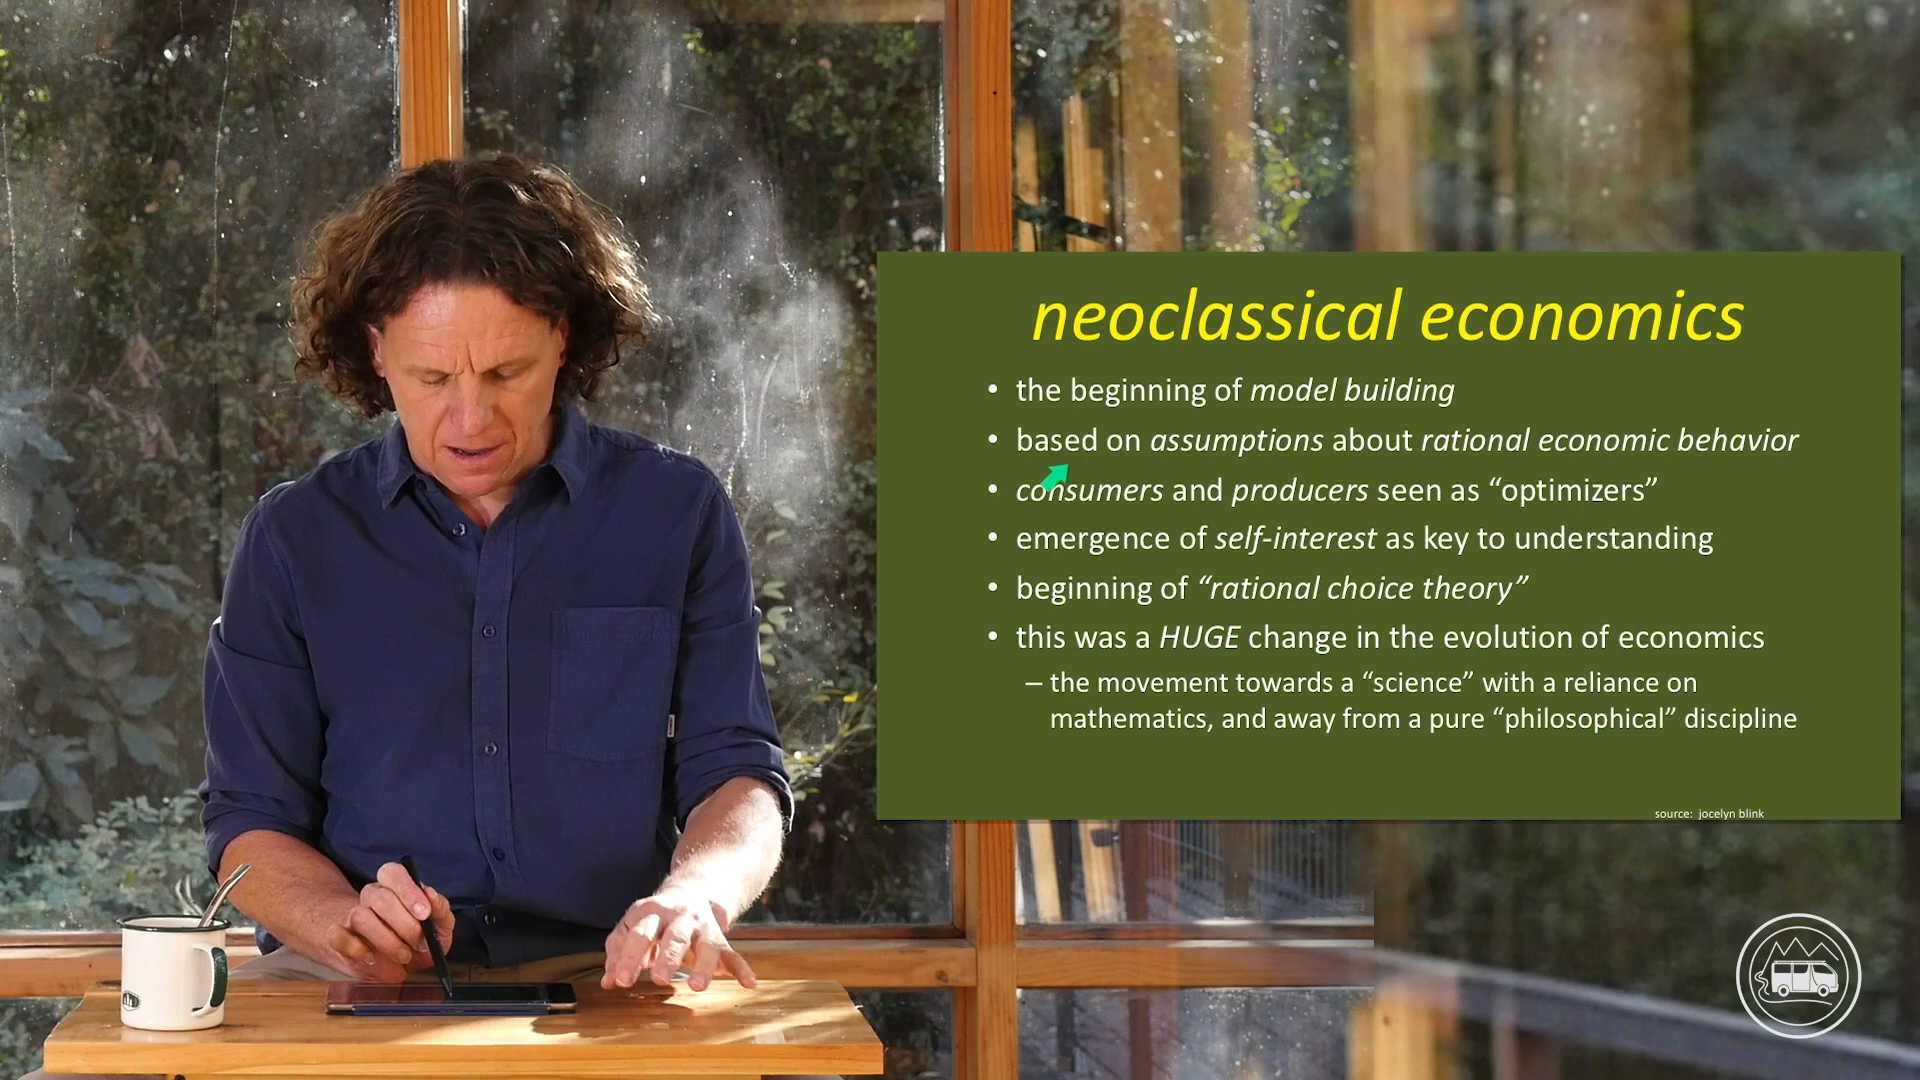 neoclassical economics
• the beginning of model building
• based on assumptions about rational economic behavior
• consumers and producers seen as “optimizers”
• emergence of self-interest as key to understanding
• beginning of “rational choice theory”
• this was a HUGE change in the evolution of economics
– the movement towards a “science” with a reliance on
mathematics, and away from a pure “philosophical” discipline
source: jocelyn blink